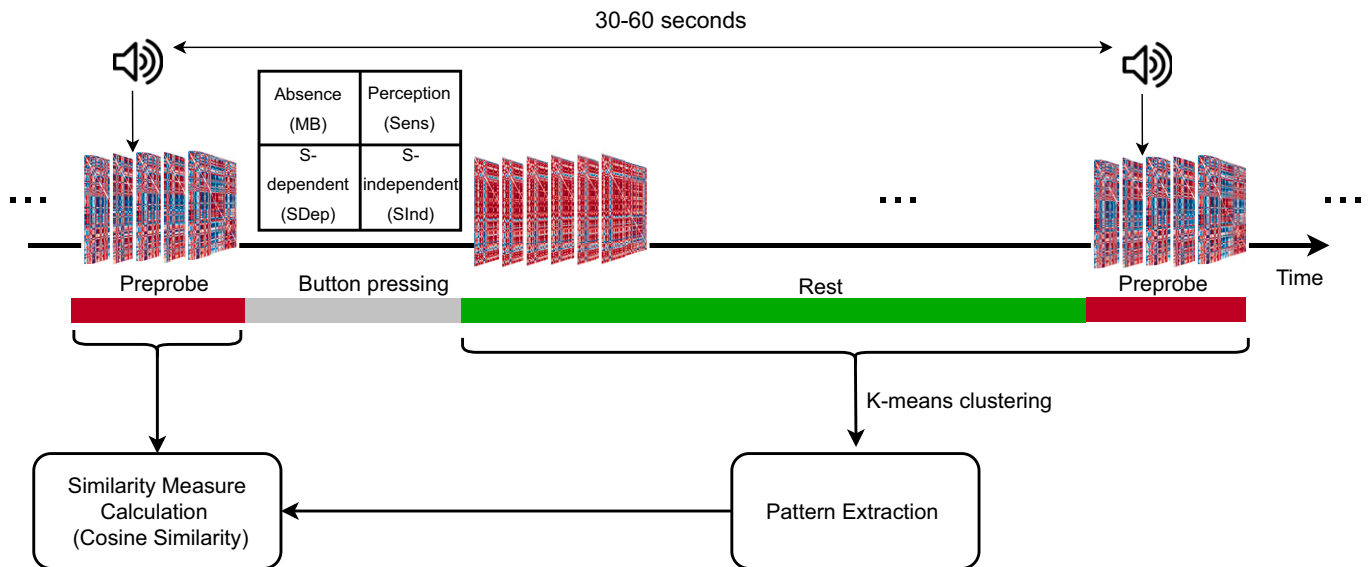 30-60 seconds
Absence
(MB)
Perception
(Sens)
S-
dependent
(SDep)
S-
independent
(SInd)
...
...
...
Preprobe
Button pressing
Rest
Preprobe
Time
K-means clustering
Similarity Measure
Calculation
(Cosine Similarity)
Pattern Extraction